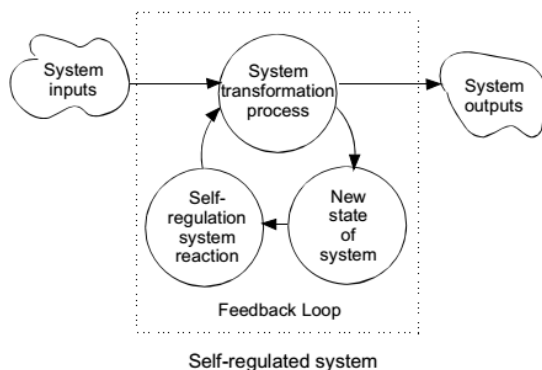 System
inputs
System
transformation
process
System
outputs
Self-
regulation
system
reaction
New
state
of
system
Feedback Loop
Self-regulated system